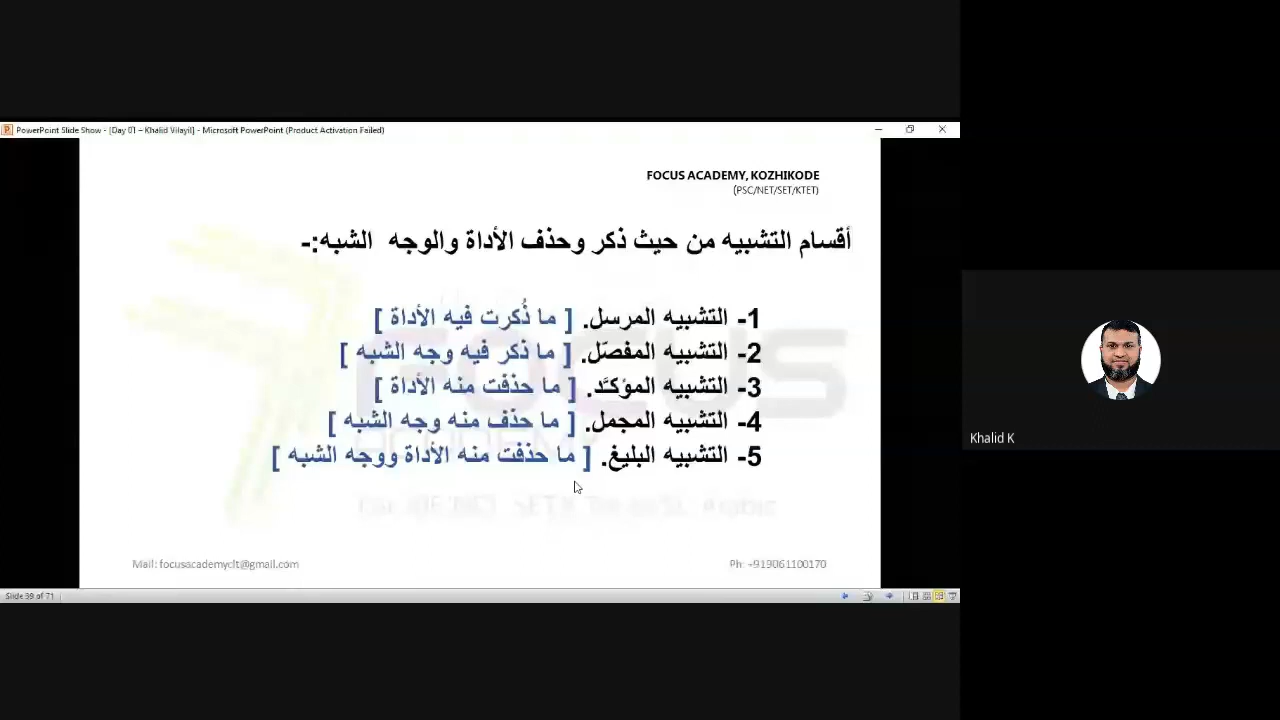 PowerPoint Slide Show - [Day 01 – Khalid Vilayil] - Microsoft PowerPoint (Product Activation Failed)
FOCUS ACADEMY, KOZHIKODE
(PSC/NET/SET/KTET)
أقسام التشبيه من حيث ذكر وحذف الأداة والوجه الشبه:-
1- التشبيه المرسل. [ ما ذُكرت فيه الأداة ]
2- التشبيه المفصّل. [ ما ذكر فيه وجه الشبه ]
3- التشبيه المؤكَّد. [ ما حذفت منه الأداة ]
4- التشبيه المجمل. [ ما حذف منه وجه الشبه ]
5- التشبيه البليغ. [ ما حذفت منه الأداة ووجه الشبه ]
FOCUS
ACADEMY
Mail: focusacademyclt@gmail.com
Ph: +919061100170
Slide 39 of 71
Khalid K